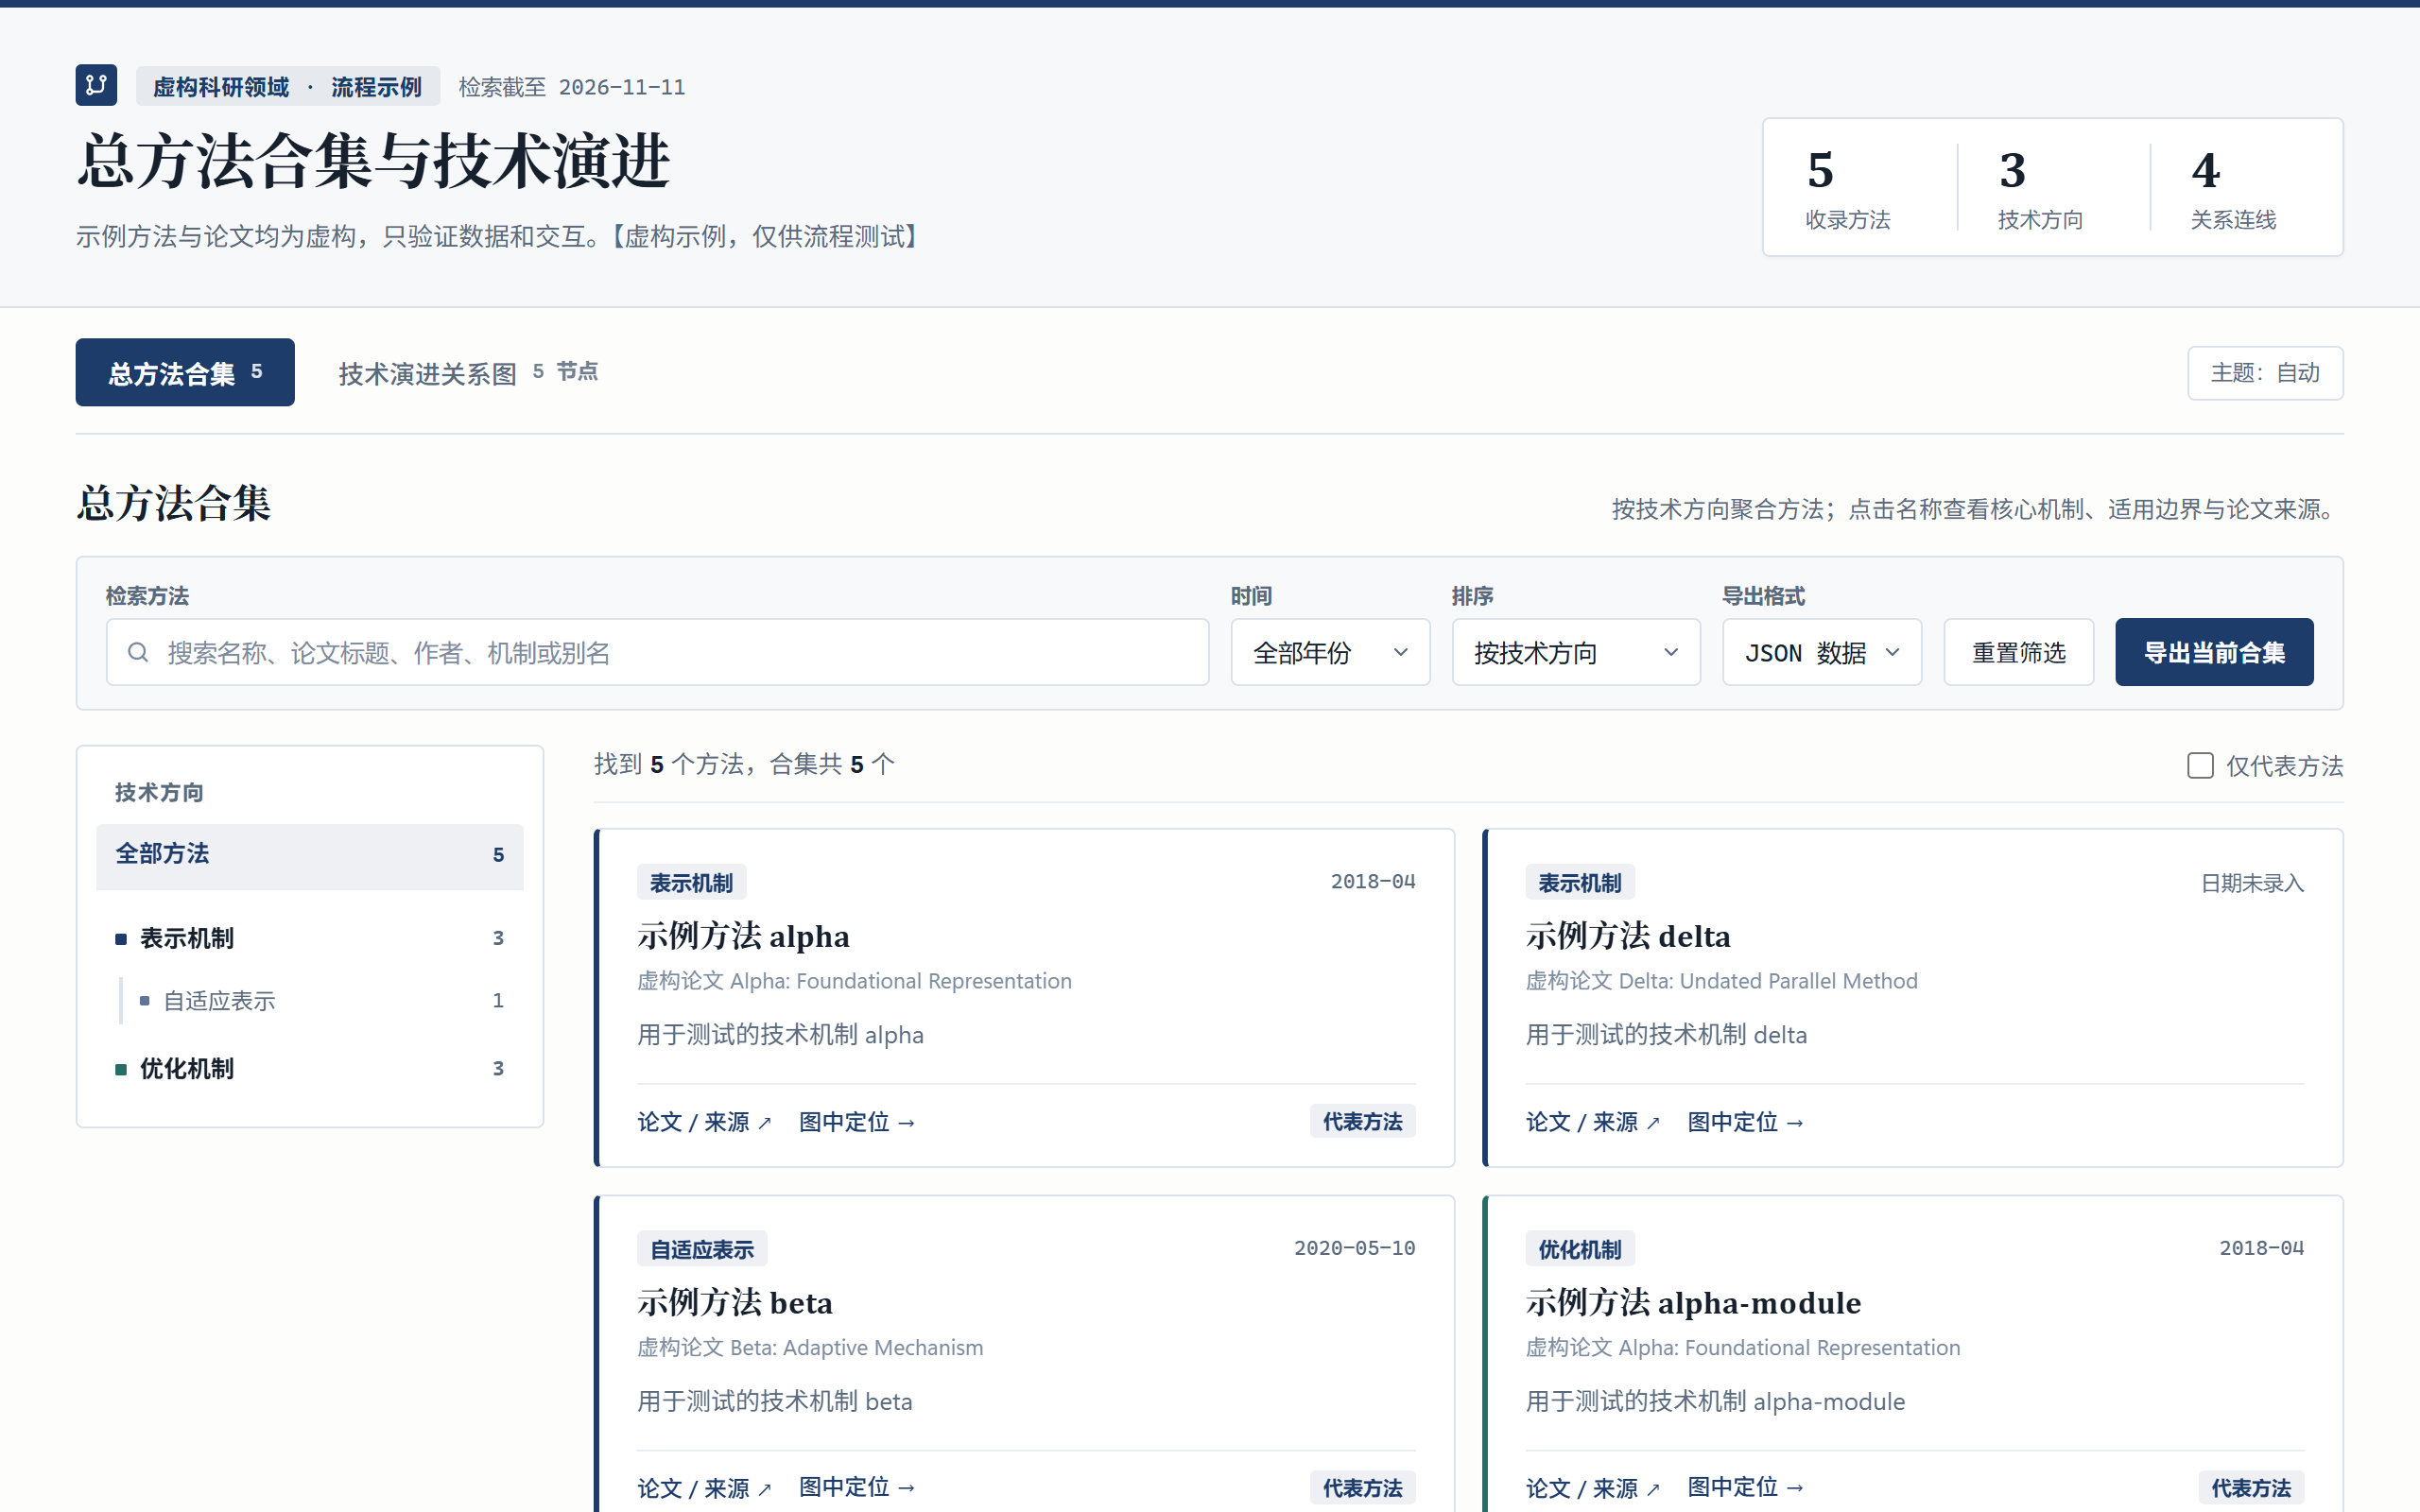 虚构科研领域 · 流程示例 检索截至 2026-11-11
总方法合集与技术演进
示例方法与论文均为虚构，只验证数据和交互。【虚构示例，仅供流程测试】
5 收录方法
3 技术方向
4 关系连线
总方法合集 5
技术演进关系图 5 节点
主题：自动
总方法合集
按技术方向聚合方法；点击名称查看核心机制、适用边界与论文来源。
检索方法
搜索名称、论文标题、作者、机制或别名
时间
全部年份
排序
按技术方向
导出格式
JSON 数据
重置筛选
导出当前合集
技术方向
全部方法 5
表示机制 3
自适应表示 1
优化机制 3
找到 5 个方法，合集共 5 个
仅代表方法
表示机制 2018-04
示例方法 alpha
虚构论文 Alpha: Foundational Representation
用于测试的技术机制 alpha
论文 / 来源 ↗ 图中定位 → 代表方法
表示机制 日期未录入
示例方法 delta
虚构论文 Delta: Undated Parallel Method
用于测试的技术机制 delta
论文 / 来源 ↗ 图中定位 →
自适应表示 2020-05-10
示例方法 beta
虚构论文 Beta: Adaptive Mechanism
用于测试的技术机制 beta
论文 / 来源 ↗ 图中定位 → 代表方法
优化机制 2018-04
示例方法 alpha-module
虚构论文 Alpha: Foundational Representation
用于测试的技术机制 alpha-module
论文 / 来源 ↗ 图中定位 → 代表方法